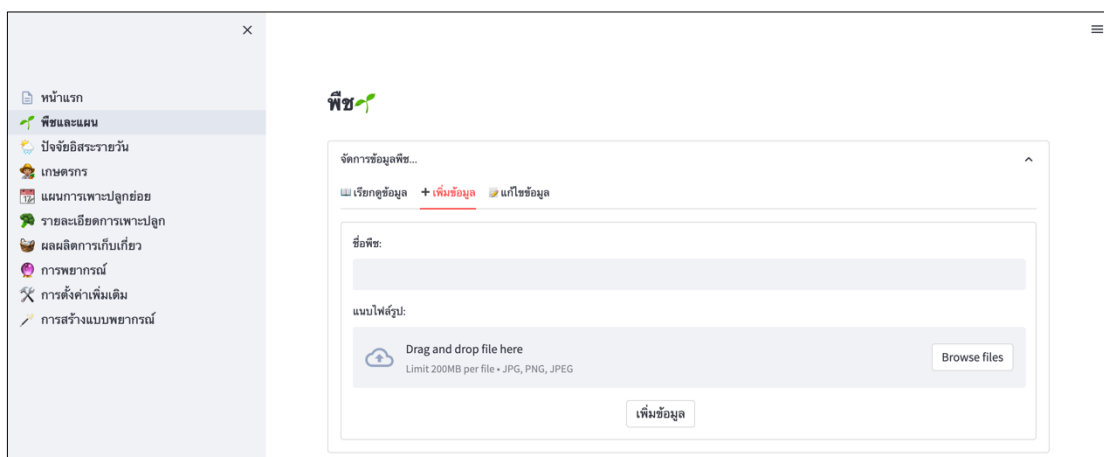 หน้าแรก
พืชและแผน
ปัจจัยอิสระรายวัน
เกษตรกร
แผนการเพาะปลูกย่อย
รายละเอียดการเพาะปลูก
ผลผลิตการเก็บเกี่ยว
การพยากรณ์
การตั้งค่าเพิ่มเติม
การสร้างแบบพยากรณ์
พืช
จัดการข้อมูลพืช...
เรียกดูข้อมูล เพิ่มข้อมูล แก้ไขข้อมูล
ชื่อพืช:
แนบไฟล์รูป:
Drag and drop file here
Limit 200MB per file • JPG, PNG, JPEG
Browse files
เพิ่มข้อมูล